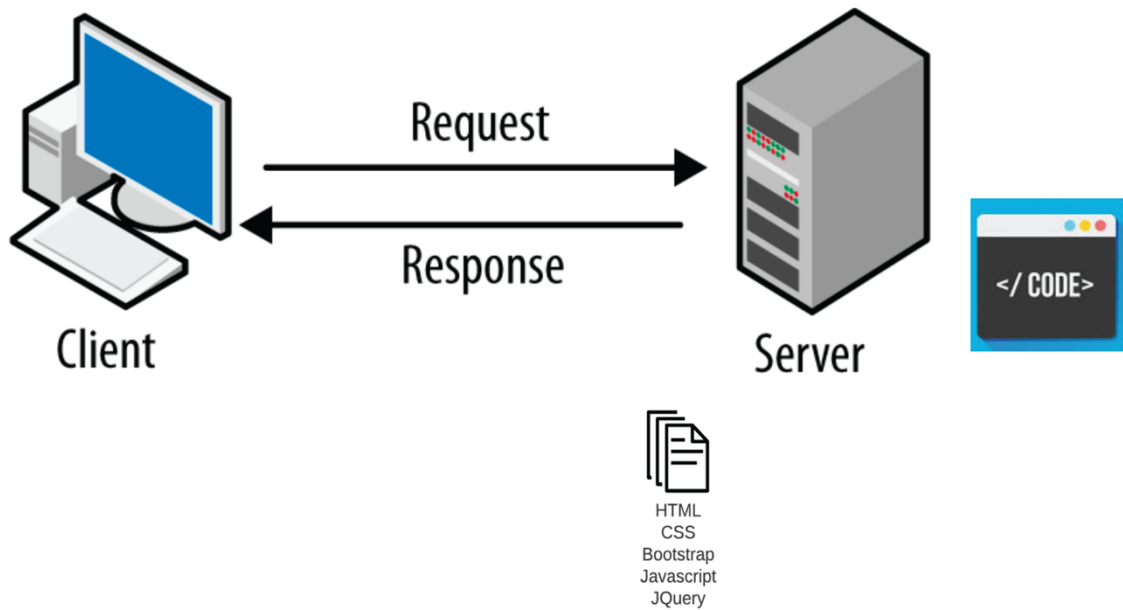 Request
Response
Client
Server
</ CODE>
HTML
CSS
Bootstrap
Javascript
JQuery